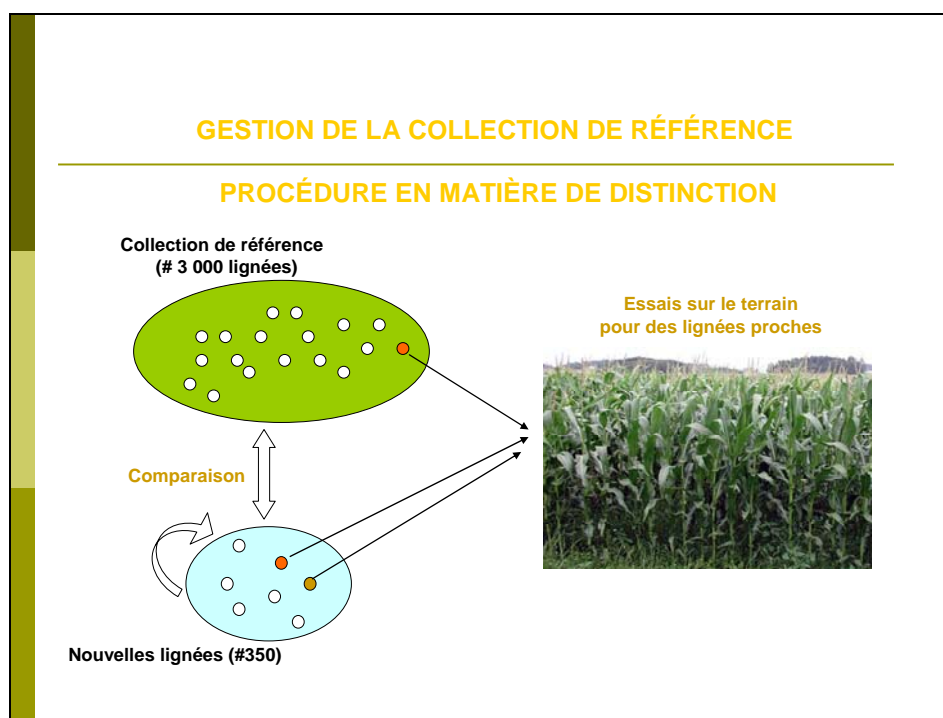 GESTION DE LA COLLECTION DE RÉFÉRENCE
PROCÉDURE EN MATIÈRE DE DISTINCTION
Collection de référence
(# 3 000 lignées)
Essais sur le terrain
pour des lignées proches
Comparaison
Nouvelles lignées (#350)